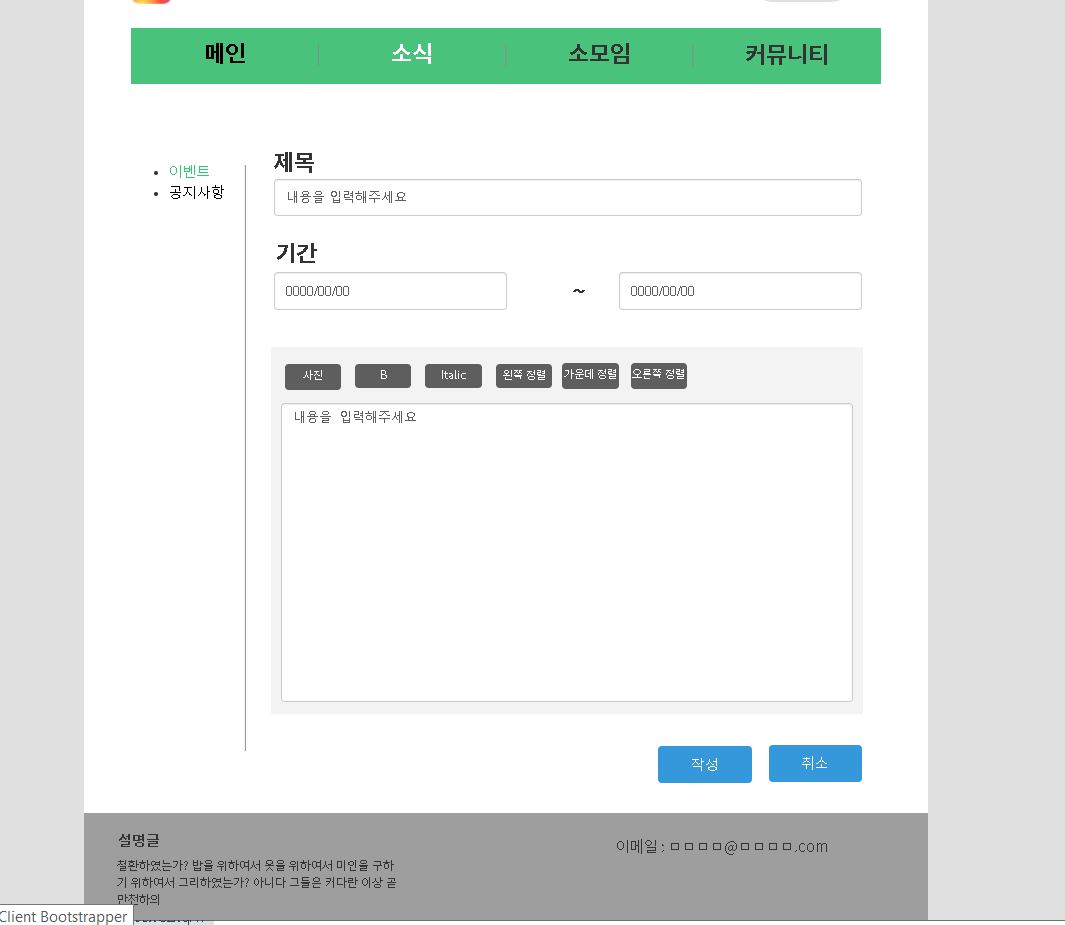 메인 소식 소모임 커뮤니티
이벤트
공지사항
제목
내용을 입력해주세요
기간
0000/00/00 ~ 0000/00/00
사진 B Italic 왼쪽 정렬 가운데 정렬 오른쪽 정렬
내용을 입력해주세요
작성 취소
설명글
이메일 : ㅁㅁㅁㅁ@ㅁㅁㅁㅁ.com
철환하였는가? 밥을 위하여서 옷을 위하여서 미인을 구하
기 위하여서 그리하였는가? 아니다 그들은 커다란 이상 곧
만천하의
Client Bootstrapper